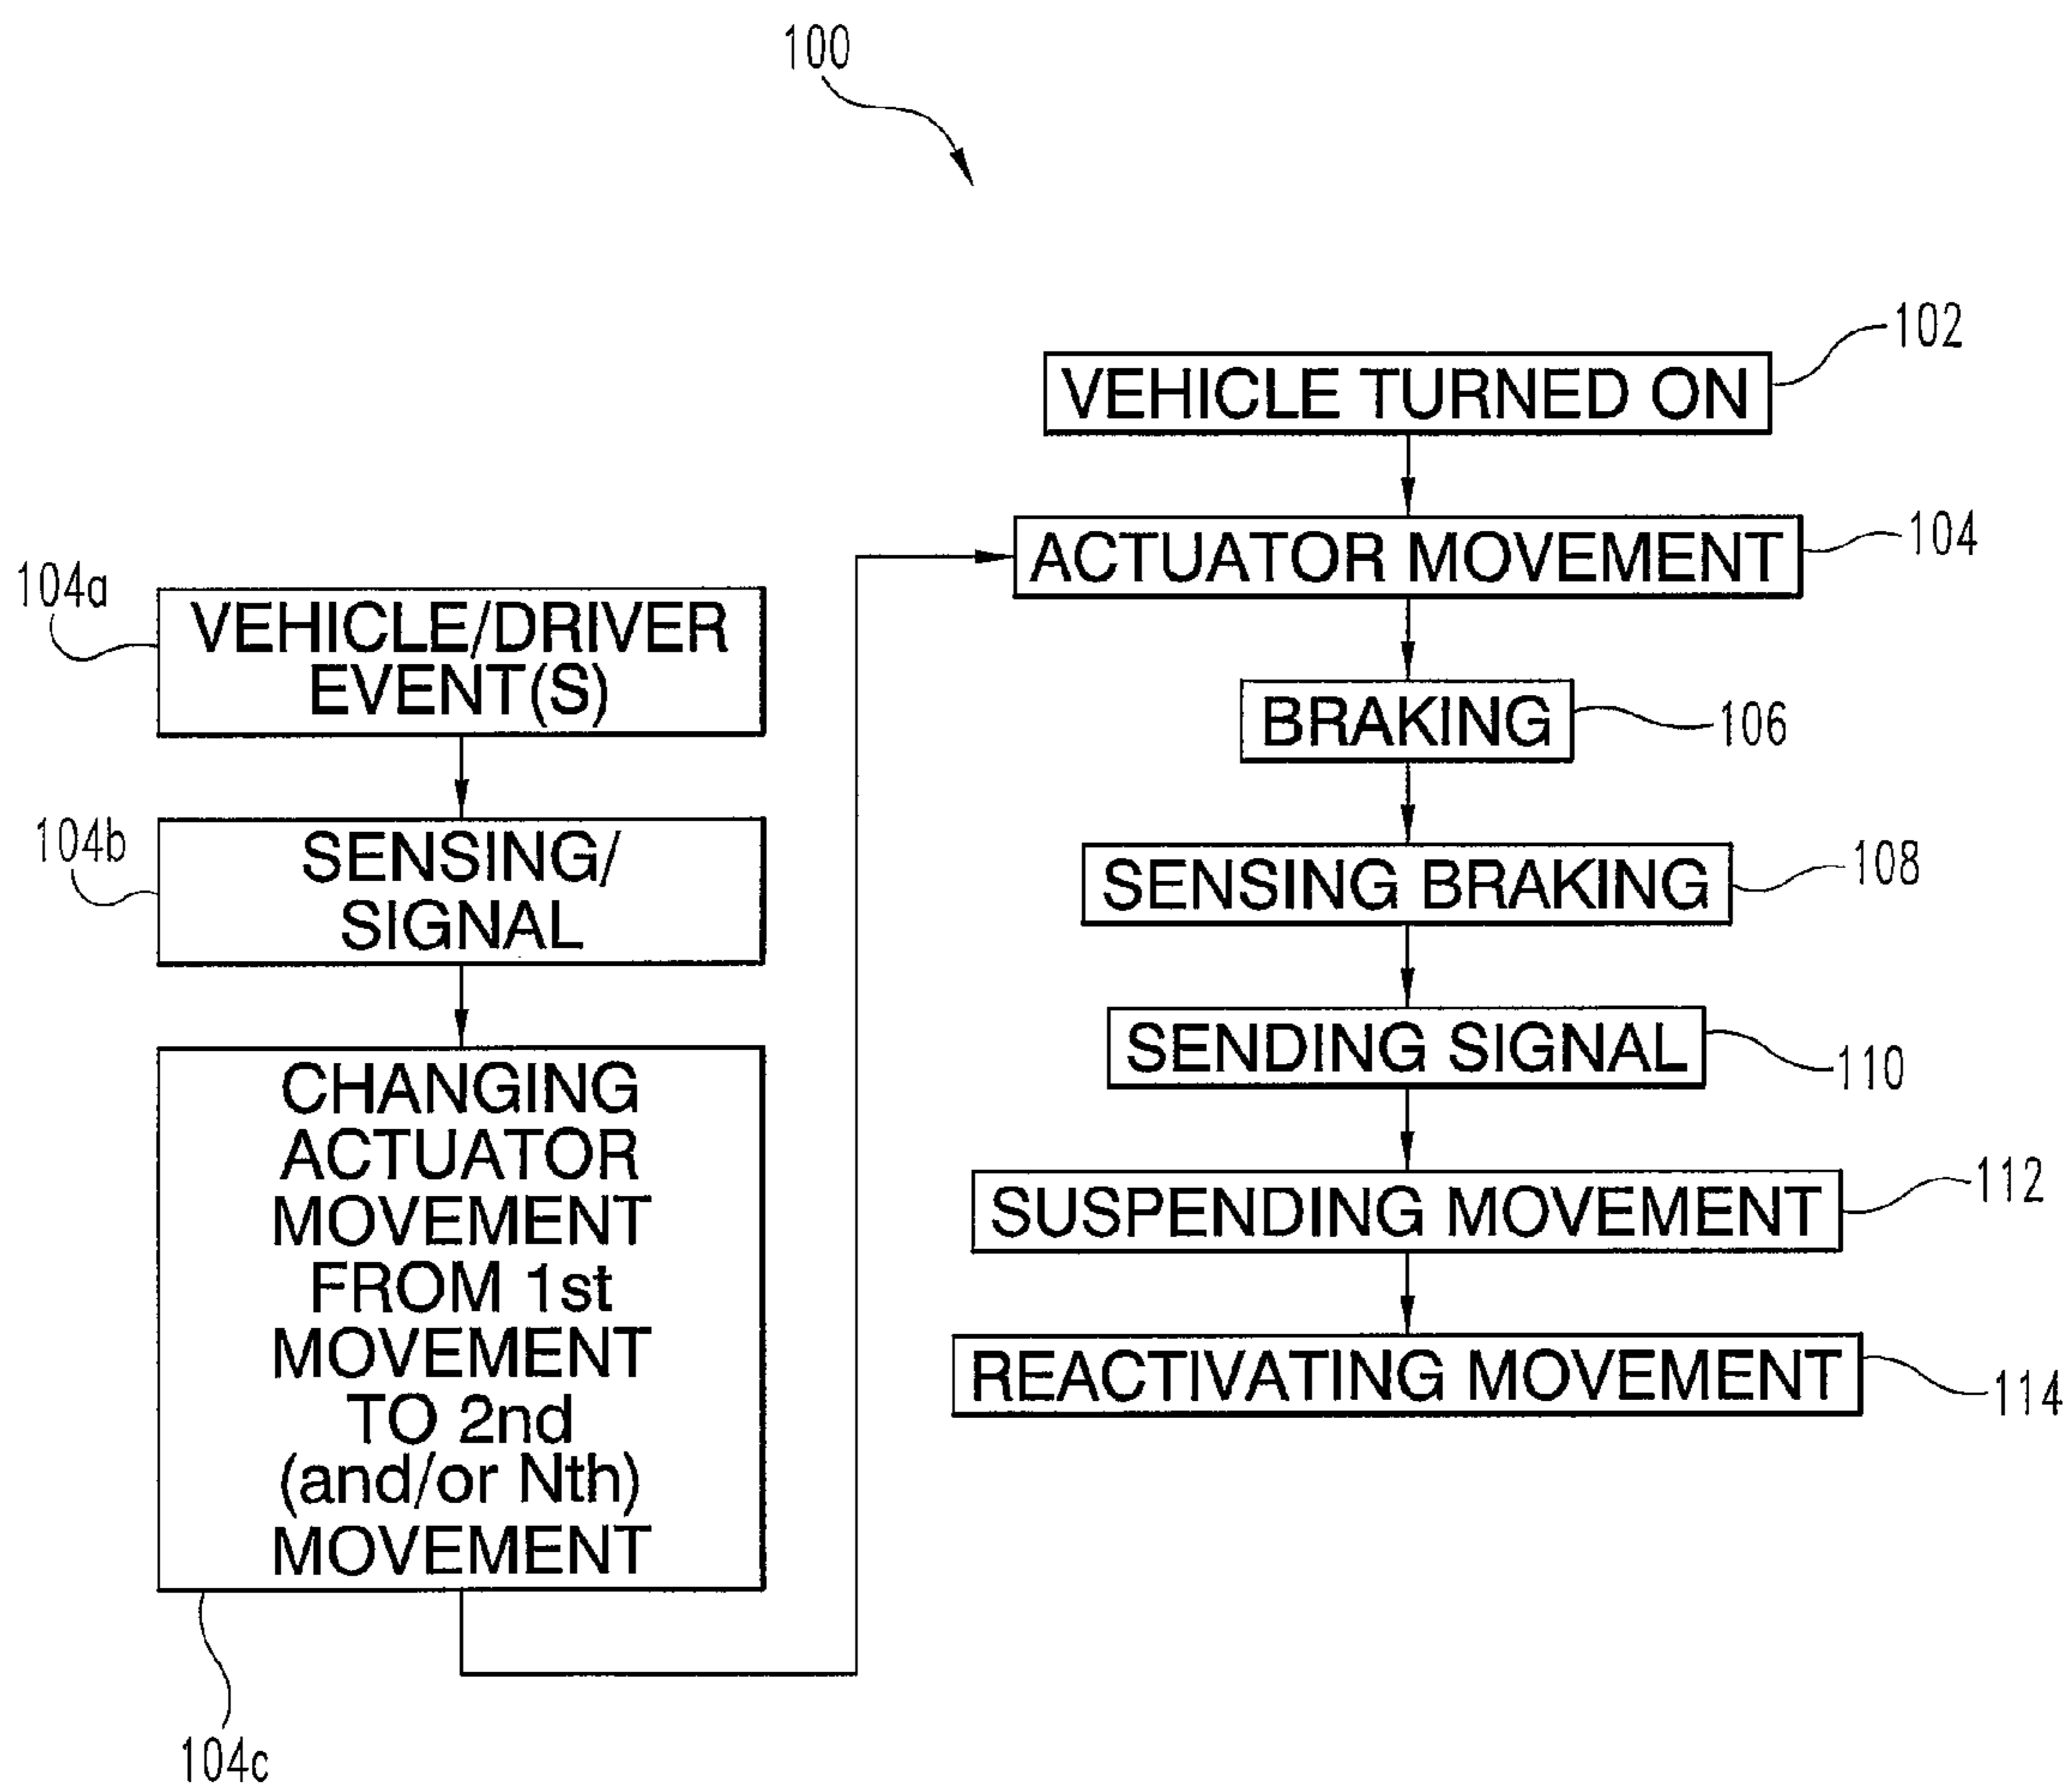 100
102
VEHICLE TURNED ON
104
ACTUATOR MOVEMENT
104a
VEHICLE/DRIVER
EVENT(S)
BRAKING
106
104b
SENSING/
SIGNAL
SENSING BRAKING
108
SENDING SIGNAL
110
CHANGING
ACTUATOR
MOVEMENT
FROM 1st
MOVEMENT
TO 2nd
(and/or Nth)
MOVEMENT
104c
SUSPENDING MOVEMENT
112
REACTIVATING MOVEMENT
114